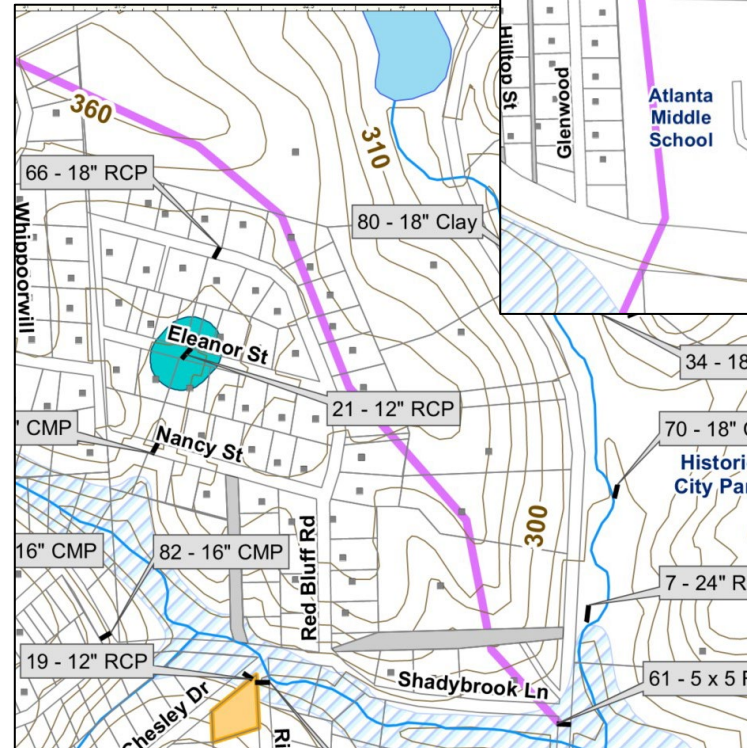 360
310
Hilltop St
Glenwood
Atlanta
Middle
School
66 - 18" RCP
80 - 18" Clay
Whippoorwill
Eleanor St
34 - 18
21 - 12" RCP
" CMP
Nancy St
70 - 18"
Histori
City Pa
300
16" CMP
82 - 16" CMP
Red Bluff Rd
7 - 24" R
19 - 12" RCP
Shadybrook Ln
61 - 5 x 5
Chesley Dr
Ri